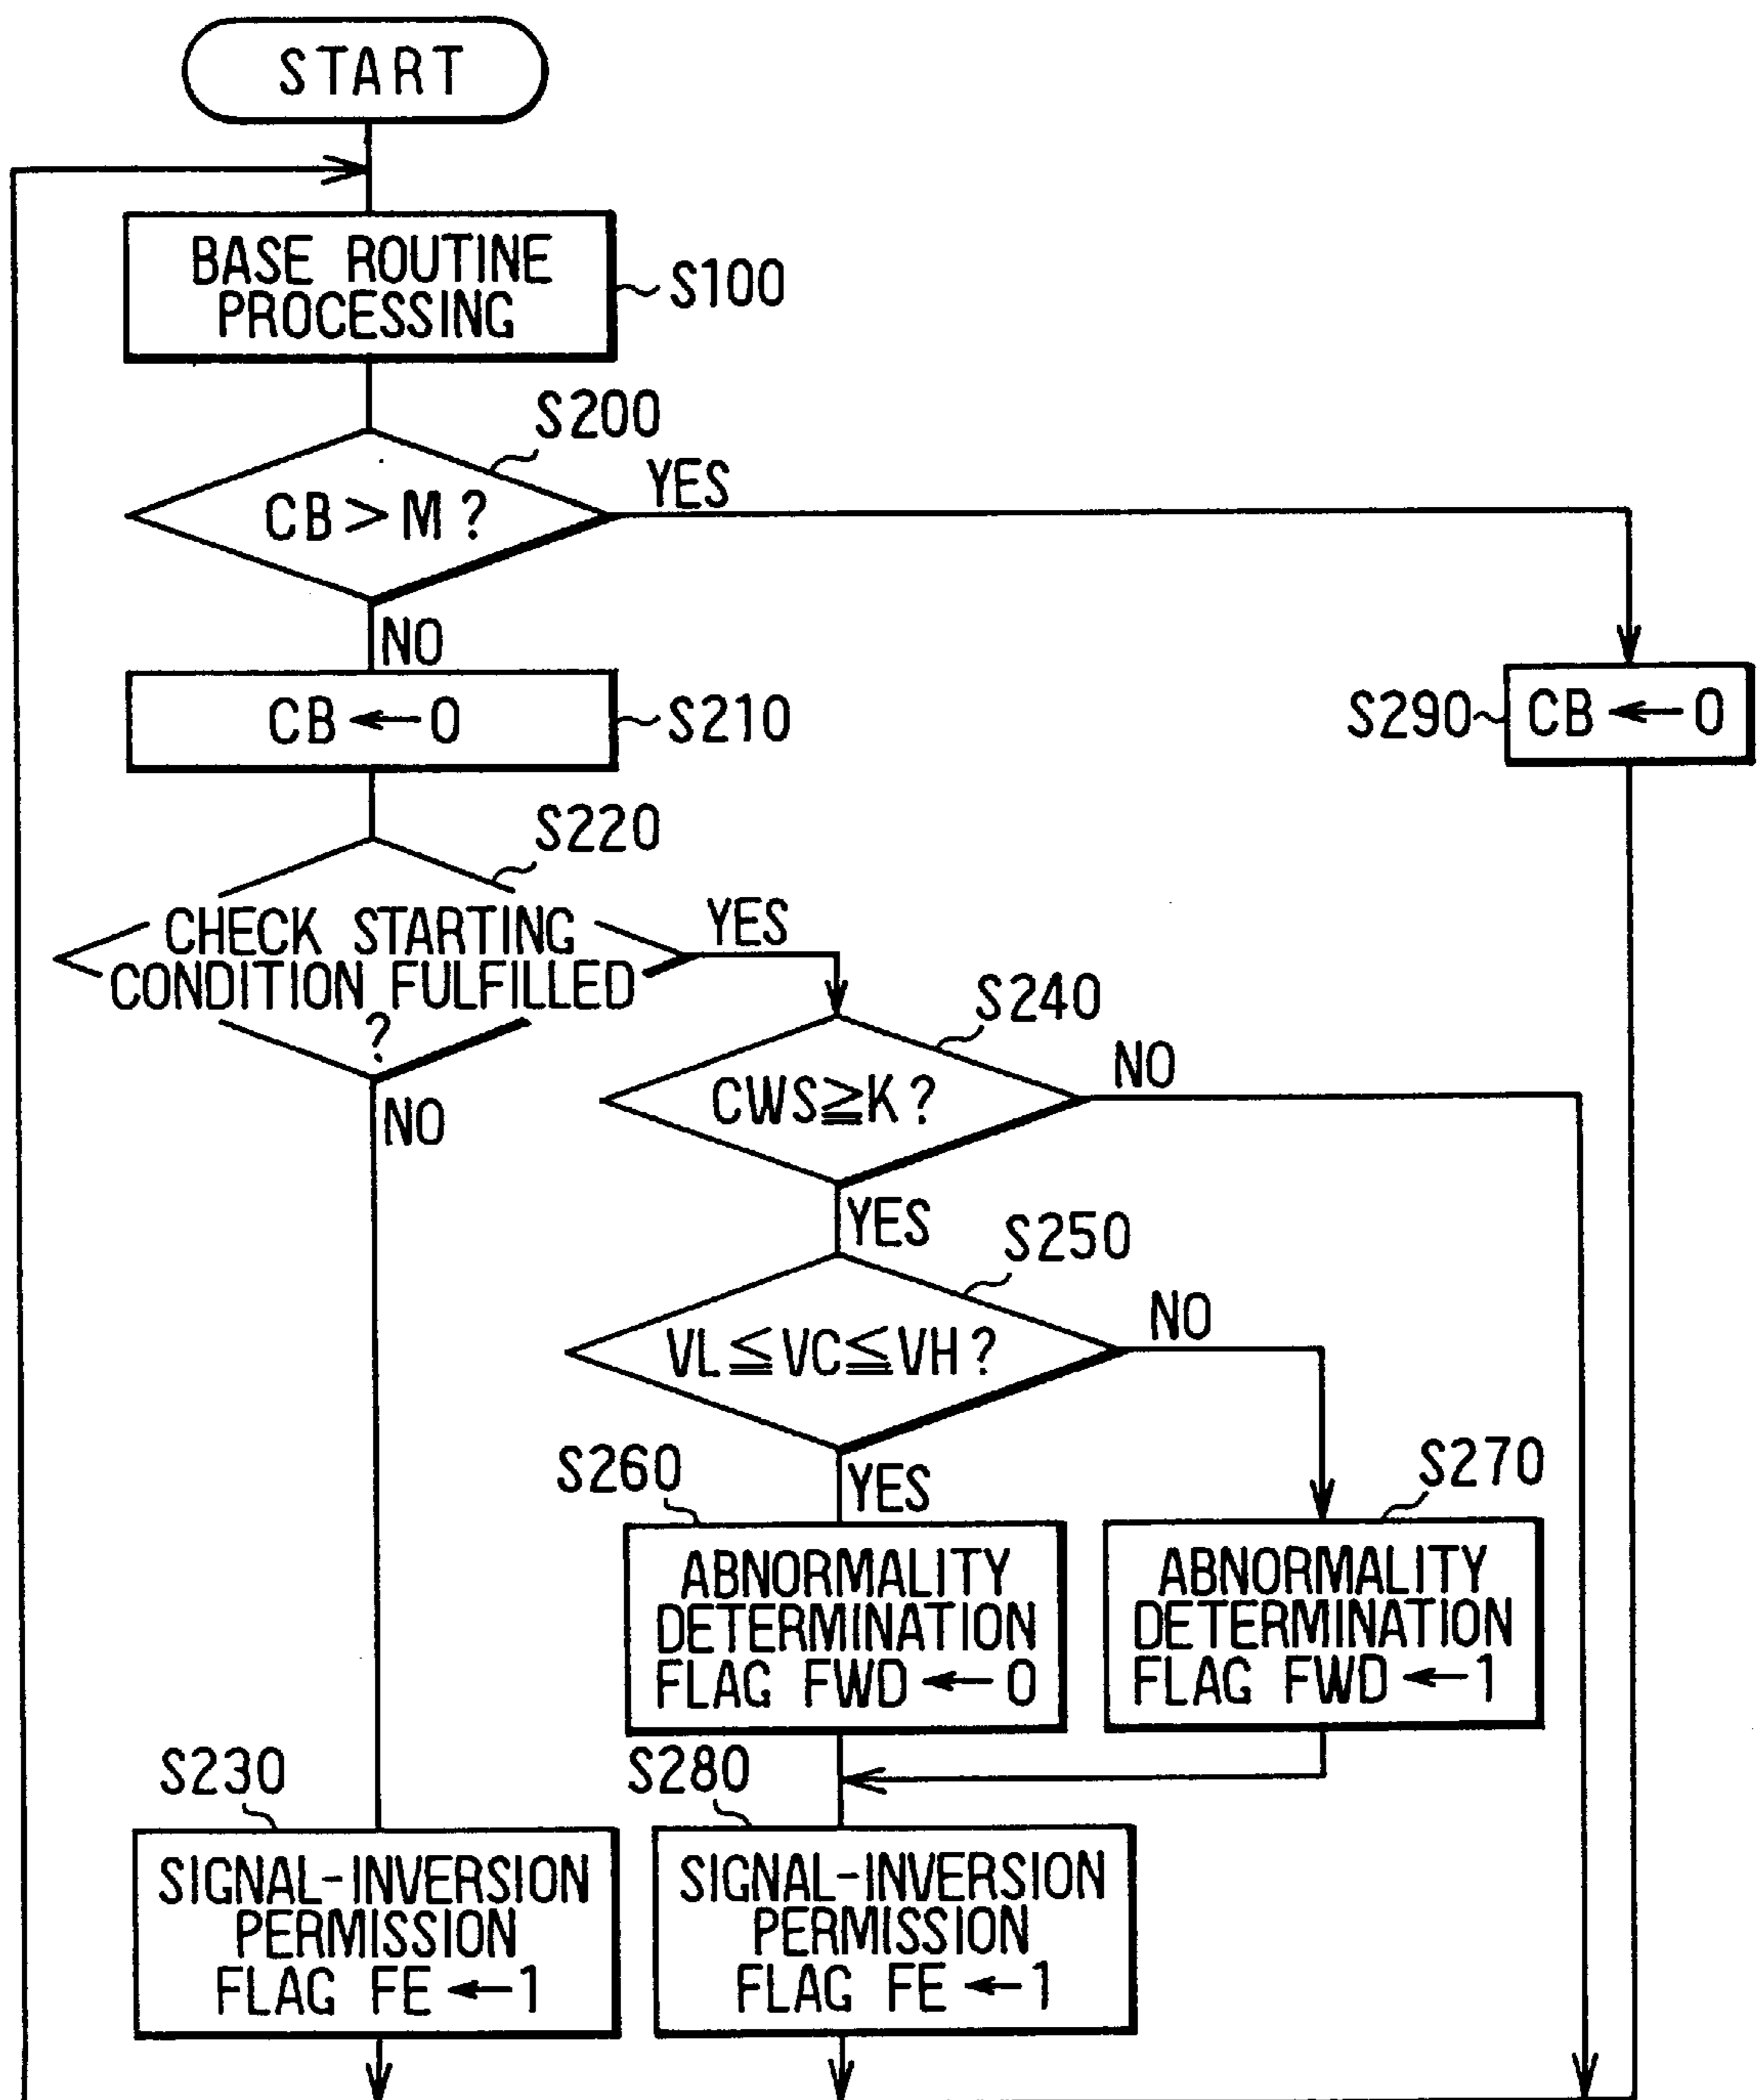 START
BASE ROUTINE
PROCESSING
S100
S200
CB>M?
YES
NO
CB←0
S210
S290
CB←0
S220
CHECK STARTING
CONDITION FULFILLED
?
YES
NO
S240
CWS≧K?
NO
YES
S250
VL≦VC≦VH?
NO
YES
S260
ABNORMALITY
DETERMINATION
FLAG FWD←0
S270
ABNORMALITY
DETERMINATION
FLAG FWD←1
S230
SIGNAL-INVERSION
PERMISSION
FLAG FE←1
S280
SIGNAL-INVERSION
PERMISSION
FLAG FE←1